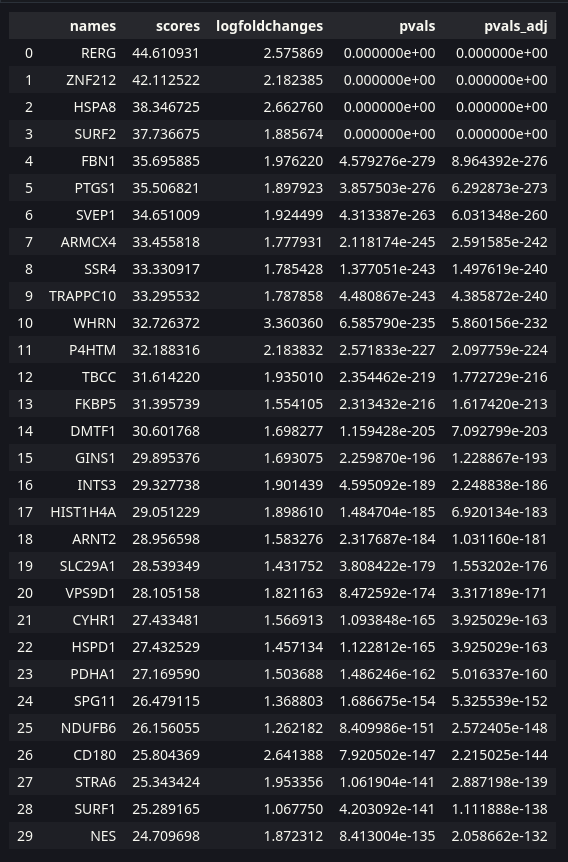 names scores logfoldchanges pvals pvals_adj
0 RERG 44.610931 2.575869 0.000000e+00 0.000000e+00
1 ZNF212 42.112522 2.182385 0.000000e+00 0.000000e+00
2 HSPA8 38.346725 2.662760 0.000000e+00 0.000000e+00
3 SURF2 37.736675 1.885674 0.000000e+00 0.000000e+00
4 FBN1 35.695885 1.976220 4.579276e-279 8.964392e-276
5 PTGS1 35.506821 1.897923 3.857503e-276 6.292873e-273
6 SVEP1 34.651009 1.924499 4.313387e-263 6.031348e-260
7 ARMCX4 33.455818 1.777931 2.118174e-245 2.591585e-242
8 SSR4 33.330917 1.785428 1.377051e-243 1.497619e-240
9 TRAPPC10 33.295532 1.787858 4.480867e-243 4.385872e-240
10 WHRN 32.726372 3.360360 6.585790e-235 5.860156e-232
11 P4HTM 32.188316 2.183832 2.571833e-227 2.097759e-224
12 TBCC 31.614220 1.935010 2.354462e-219 1.772729e-216
13 FKBP5 31.395739 1.554105 2.313432e-216 1.617420e-213
14 DMTF1 30.601768 1.698277 1.159428e-205 7.092799e-203
15 GINS1 29.895376 1.693075 2.259870e-196 1.228867e-193
16 INTS3 29.327738 1.901439 4.595092e-189 2.248838e-186
17 HIST1H4A 29.051229 1.898610 1.484704e-185 6.920134e-183
18 ARNT2 28.956598 1.583276 2.317687e-184 1.031160e-181
19 SLC29A1 28.539349 1.431752 3.808422e-179 1.553202e-176
20 VPS9D1 28.105158 1.821163 8.472592e-174 3.317189e-171
21 CYHR1 27.433481 1.566913 1.093848e-165 3.925029e-163
22 HSPD1 27.432529 1.457134 1.122812e-165 3.925029e-163
23 PDHA1 27.169590 1.503688 1.486246e-162 5.016337e-160
24 SPG11 26.479115 1.368803 1.686675e-154 5.325539e-152
25 NDUFB6 26.156055 1.262182 8.409986e-151 2.572405e-148
26 CD180 25.804369 2.641388 7.920502e-147 2.215025e-144
27 STRA6 25.343424 1.953356 1.061904e-141 2.887198e-139
28 SURF1 25.289165 1.067750 4.203092e-141 1.111888e-138
29 NES 24.709698 1.872312 8.413004e-135 2.058662e-132